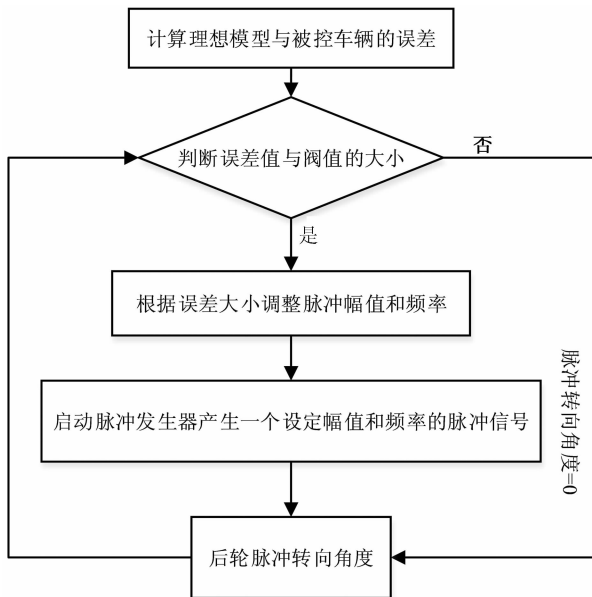 计算理想模型与被控车辆的误差
判断误差值与阀值的大小
否
是
根据误差大小调整脉冲幅值和频率
脉冲转向角度=0
启动脉冲发生器产生一个设定幅值和频率的脉冲信号
后轮脉冲转向角度